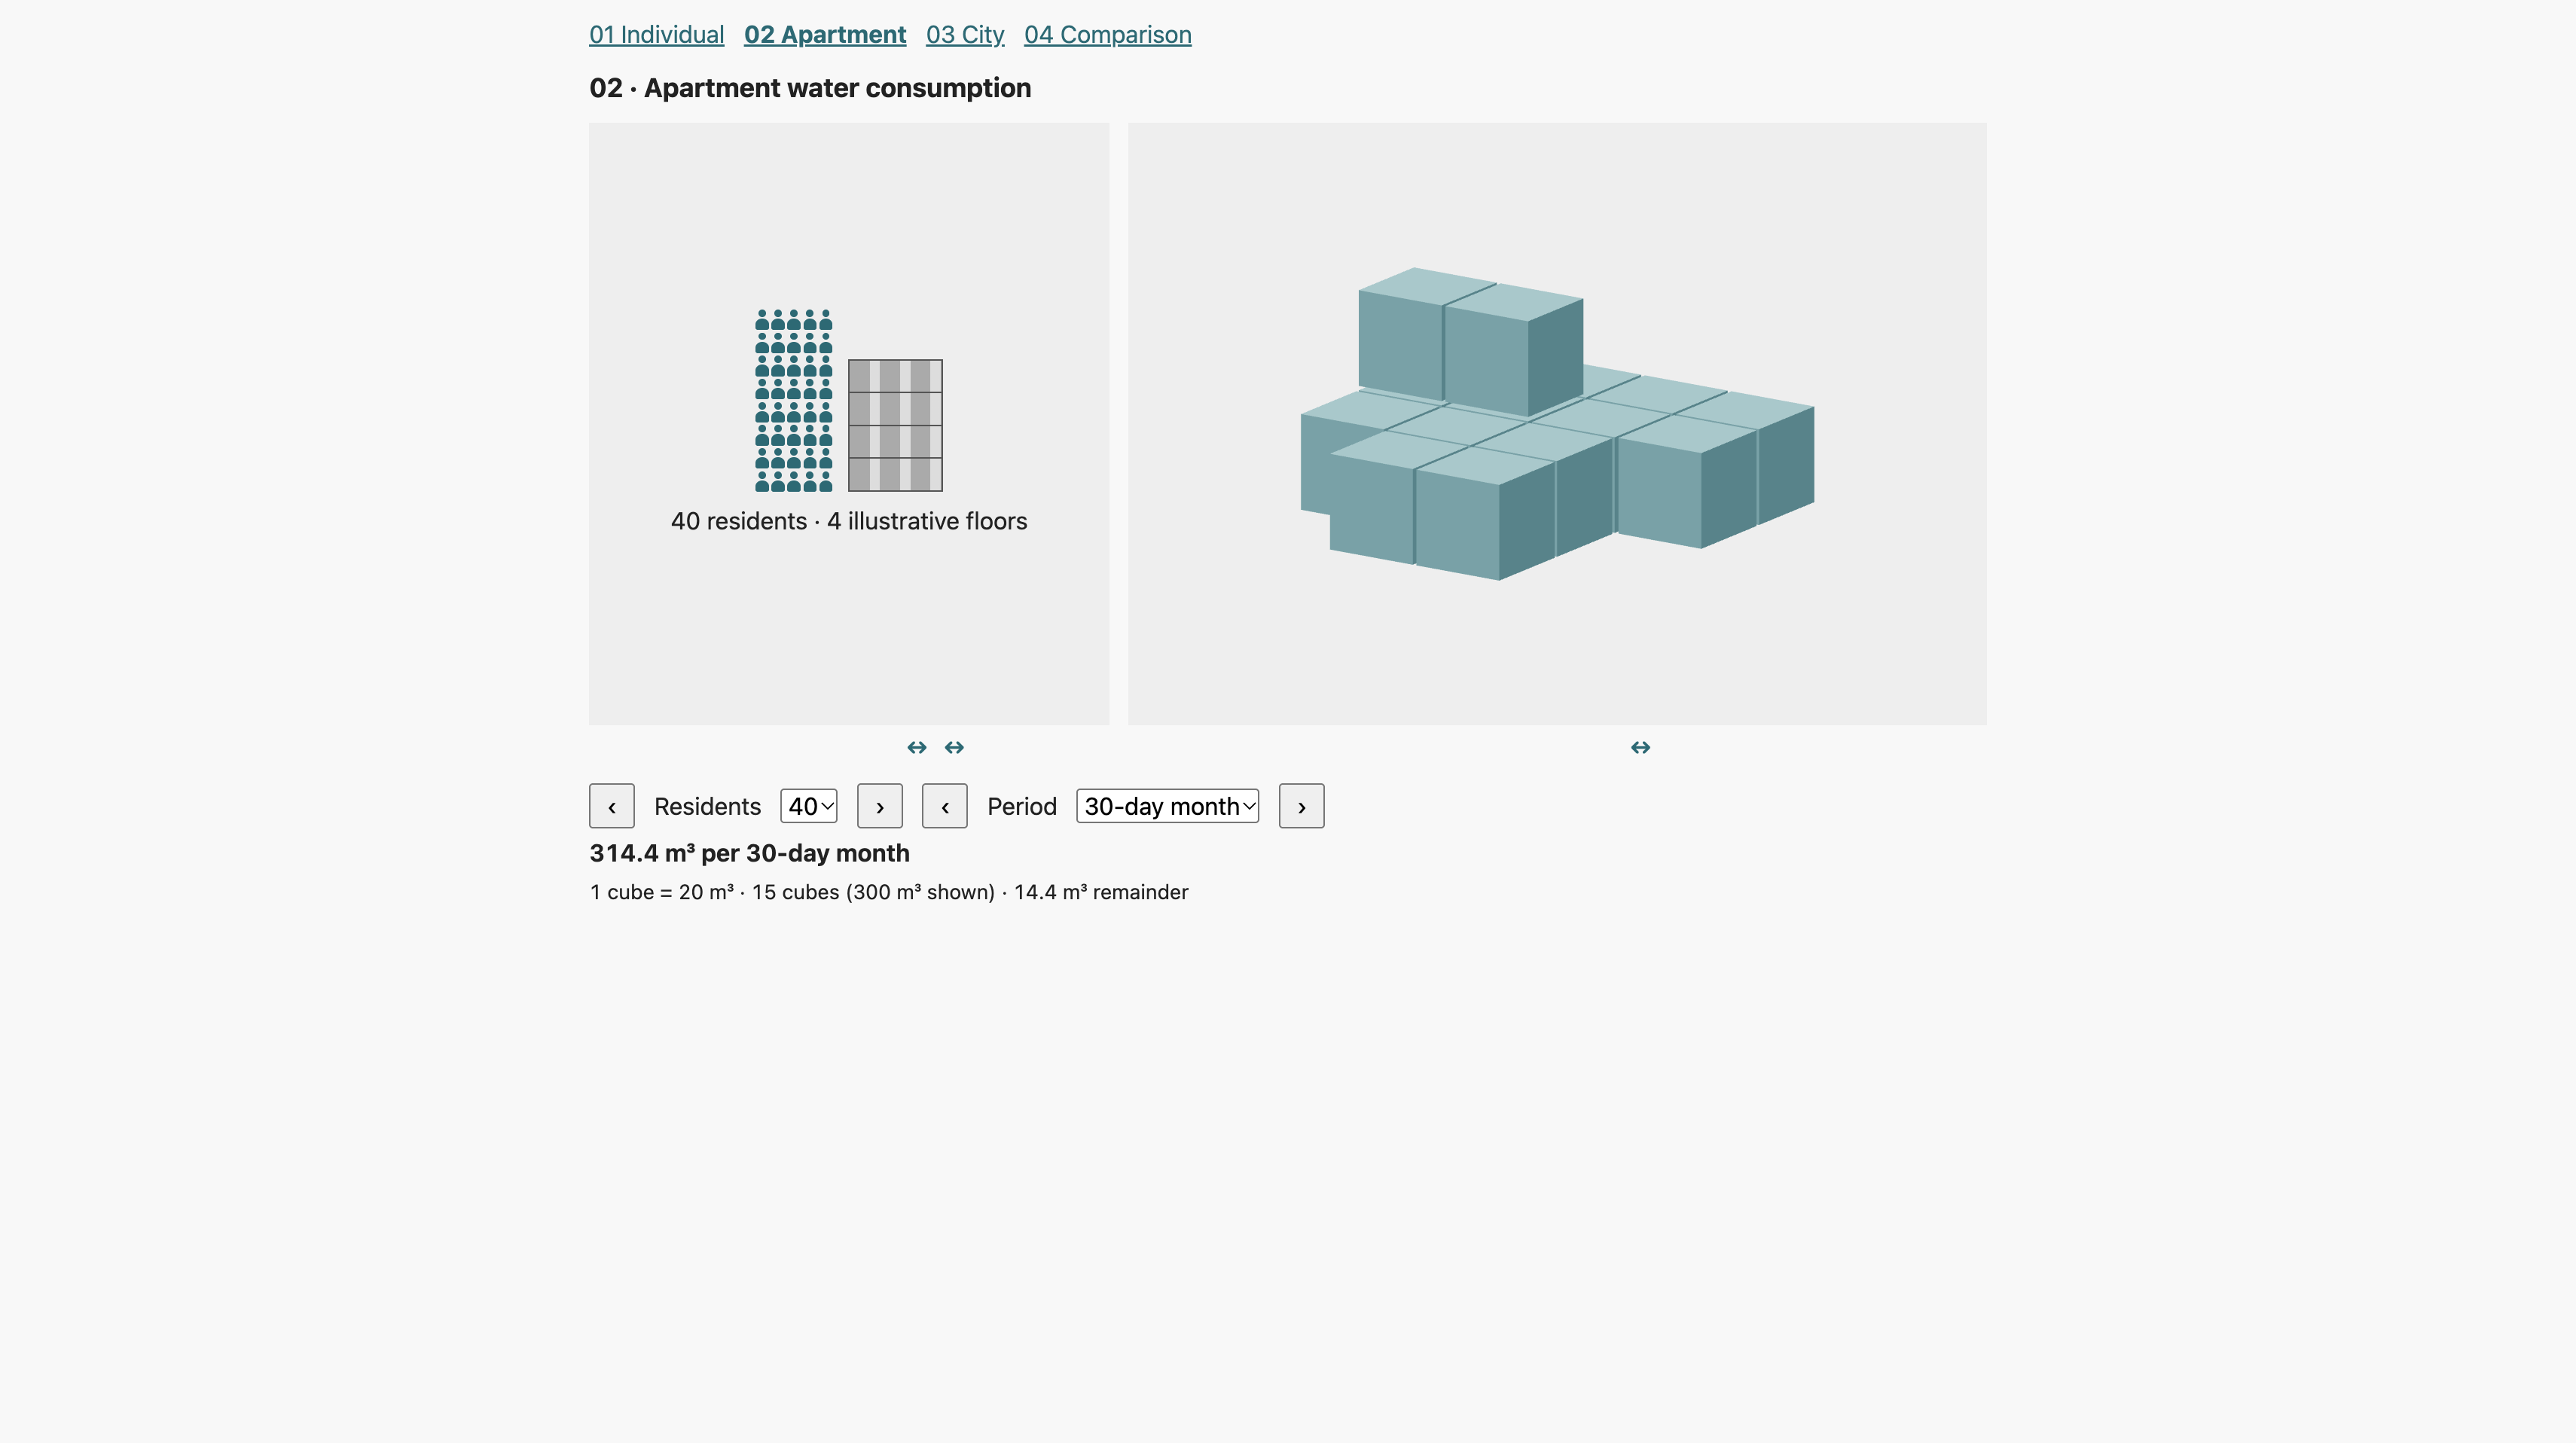 01 Individual 02 Apartment 03 City 04 Comparison
02 · Apartment water consumption
40 residents · 4 illustrative floors
‹ Residents 40 › ‹ Period 30-day month ›
314.4 m³ per 30-day month
1 cube = 20 m³ · 15 cubes (300 m³ shown) · 14.4 m³ remainder